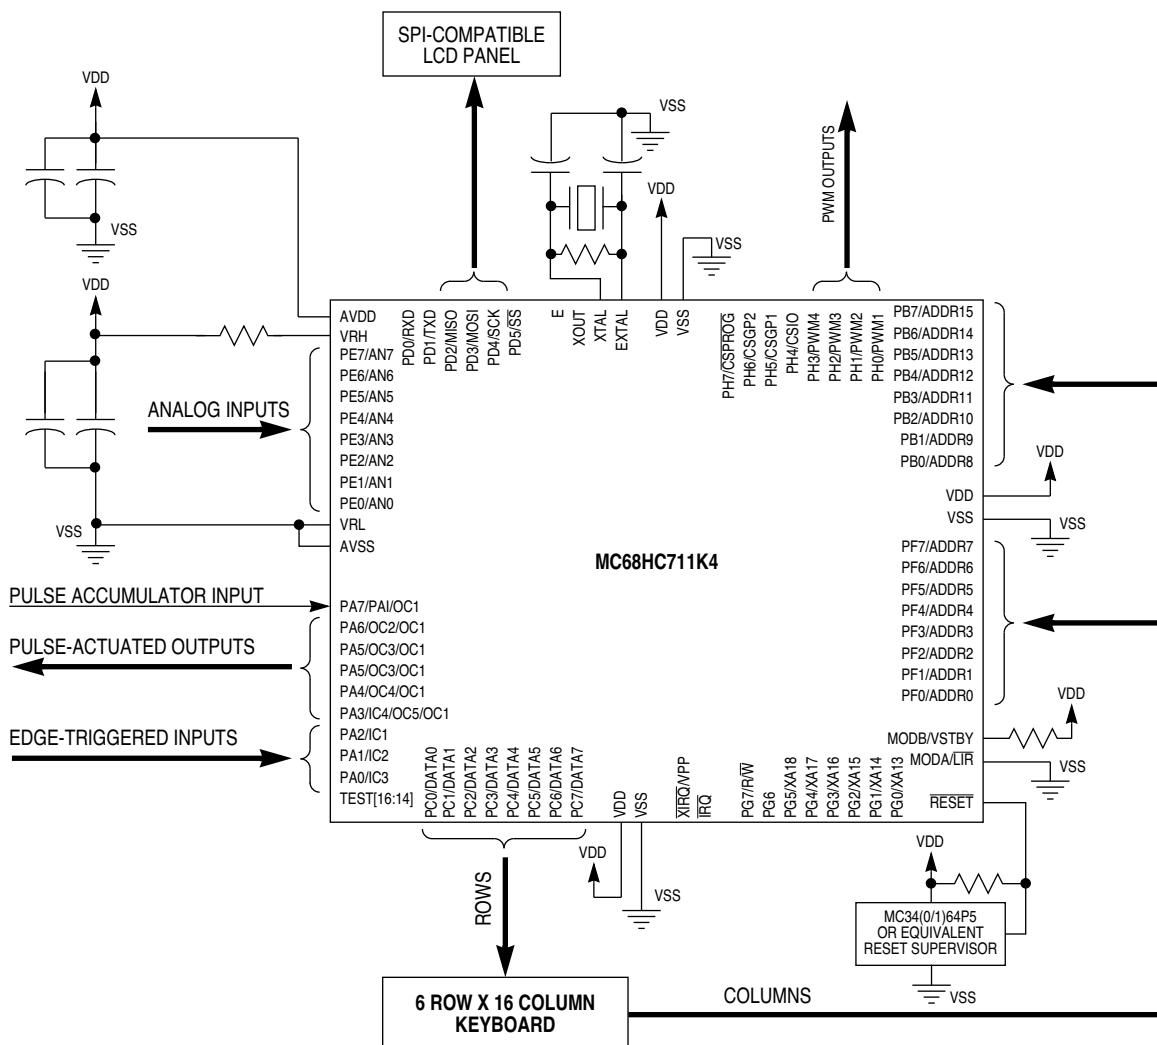 SPI-COMPATIBLE
LCD PANEL
VDD
VSS
VDD
VSS
VDD
VSS
PWM OUTPUTS
VDD
AVDD
VRH
PE7/AN7
PE6/AN6
PE5/AN5
PE4/AN4
PE3/AN3
PE2/AN2
PE1/AN1
PE0/AN0
VRL
AVSS
ANALOG INPUTS
VSS
PD0/RXD
PD1/TXD
PD2/MISO
PD3/MOSI
PD4/SCK
PD5/SS
E
XOUT
XTAL
EXTAL
VDD
VSS
PH7/CSPROG
PH6/CSGP2
PH5/CSGP1
PH4/CSIO
PH3/PWM4
PH2/PWM3
PH1/PWM2
PH0/PWM1
PB7/ADDR15
PB6/ADDR14
PB5/ADDR13
PB4/ADDR12
PB3/ADDR11
PB2/ADDR10
PB1/ADDR9
PB0/ADDR8
VDD
VDD
VSS
VSS
MC68HC711K4
PF7/ADDR7
PF6/ADDR6
PF5/ADDR5
PF4/ADDR4
PF3/ADDR3
PF2/ADDR2
PF1/ADDR1
PF0/ADDR0
PULSE ACCUMULATOR INPUT
PA7/PAI/OC1
PULSE-ACTUATED OUTPUTS
PA6/OC2/OC1
PA5/OC3/OC1
PA5/OC3/OC1
PA4/OC4/OC1
PA3/IC4/OC5/OC1
EDGE-TRIGGERED INPUTS
PA2/IC1
PA1/IC2
PA0/IC3
TEST[16:14]
VDD
MODB/VSTBY
MODA/LIR
VSS
RESET
PC0/DATA0
PC1/DATA1
PC2/DATA2
PC3/DATA3
PC4/DATA4
PC5/DATA5
PC6/DATA6
PC7/DATA7
VDD
VSS
XIRQ/VPP
IRQ
PG7/R/W
PG6
PG5/XA18
PG4/XA17
PG3/XA16
PG2/XA15
PG1/XA14
PG0/XA13
VDD
VSS
VDD
ROWS
MC34(0/1)64P5
OR EQUIVALENT
RESET SUPERVISOR
VSS
6 ROW X 16 COLUMN
KEYBOARD
COLUMNS